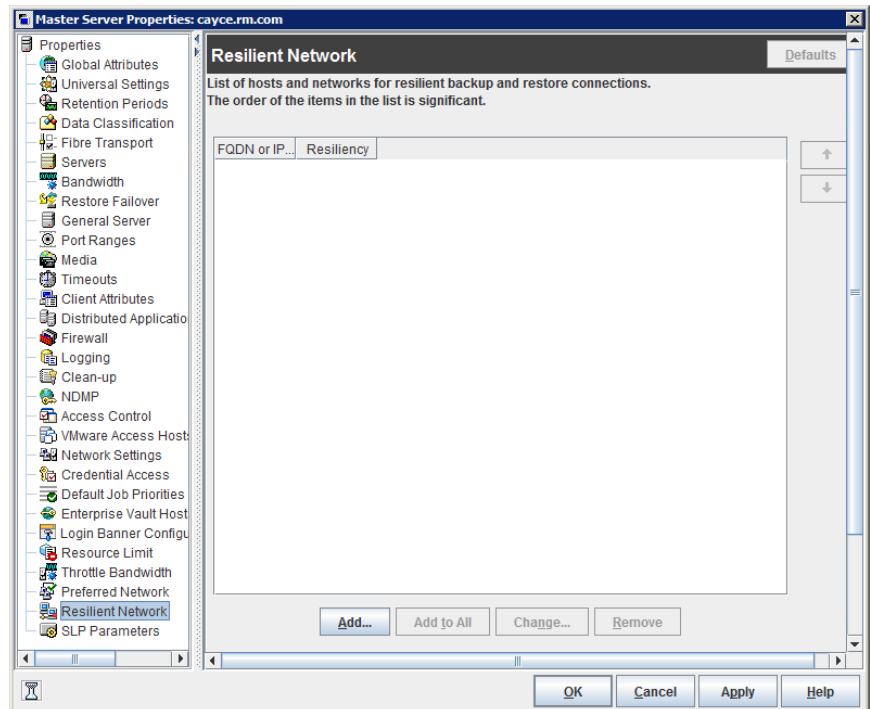 Master Server Properties: cayce.rm.com
Properties
Global Attributes
Universal Settings
Retention Periods
Data Classification
Fibre Transport
Servers
Bandwidth
Restore Failover
General Server
Port Ranges
Media
Timeouts
Client Attributes
Distributed Applicatio
Firewall
Logging
Clean-up
NDMP
Access Control
VMware Access Hosts
Network Settings
Credential Access
Default Job Priorities
Enterprise Vault Host
Login Banner Configu
Resource Limit
Throttle Bandwidth
Preferred Network
Resilient Network
SLP Parameters
Resilient Network
Defaults
List of hosts and networks for resilient backup and restore connections.
The order of the items in the list is significant.
FQDN or IP... Resiliency
Add... Add to All Change... Remove
OK Cancel Apply Help